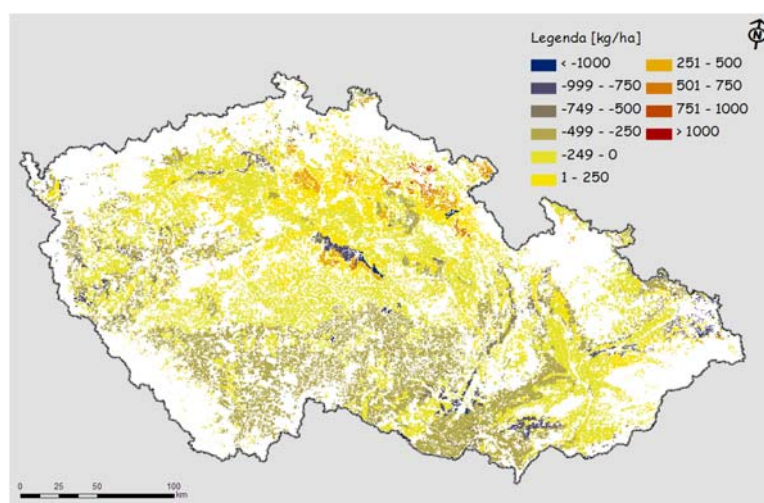 N
Legenda [kg/ha]
< -1000
-999 - -750
-749 - -500
-499 - -250
-249 - 0
1 - 250
251 - 500
501 - 750
751 - 1000
> 1000
0 25 50 100
km